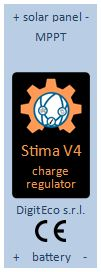 + solar panel -
MPPT
Stima V4
charge
regulator
DigitEco s.r.l.
CE
+ battery -